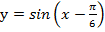 y = sin(x − π/6)